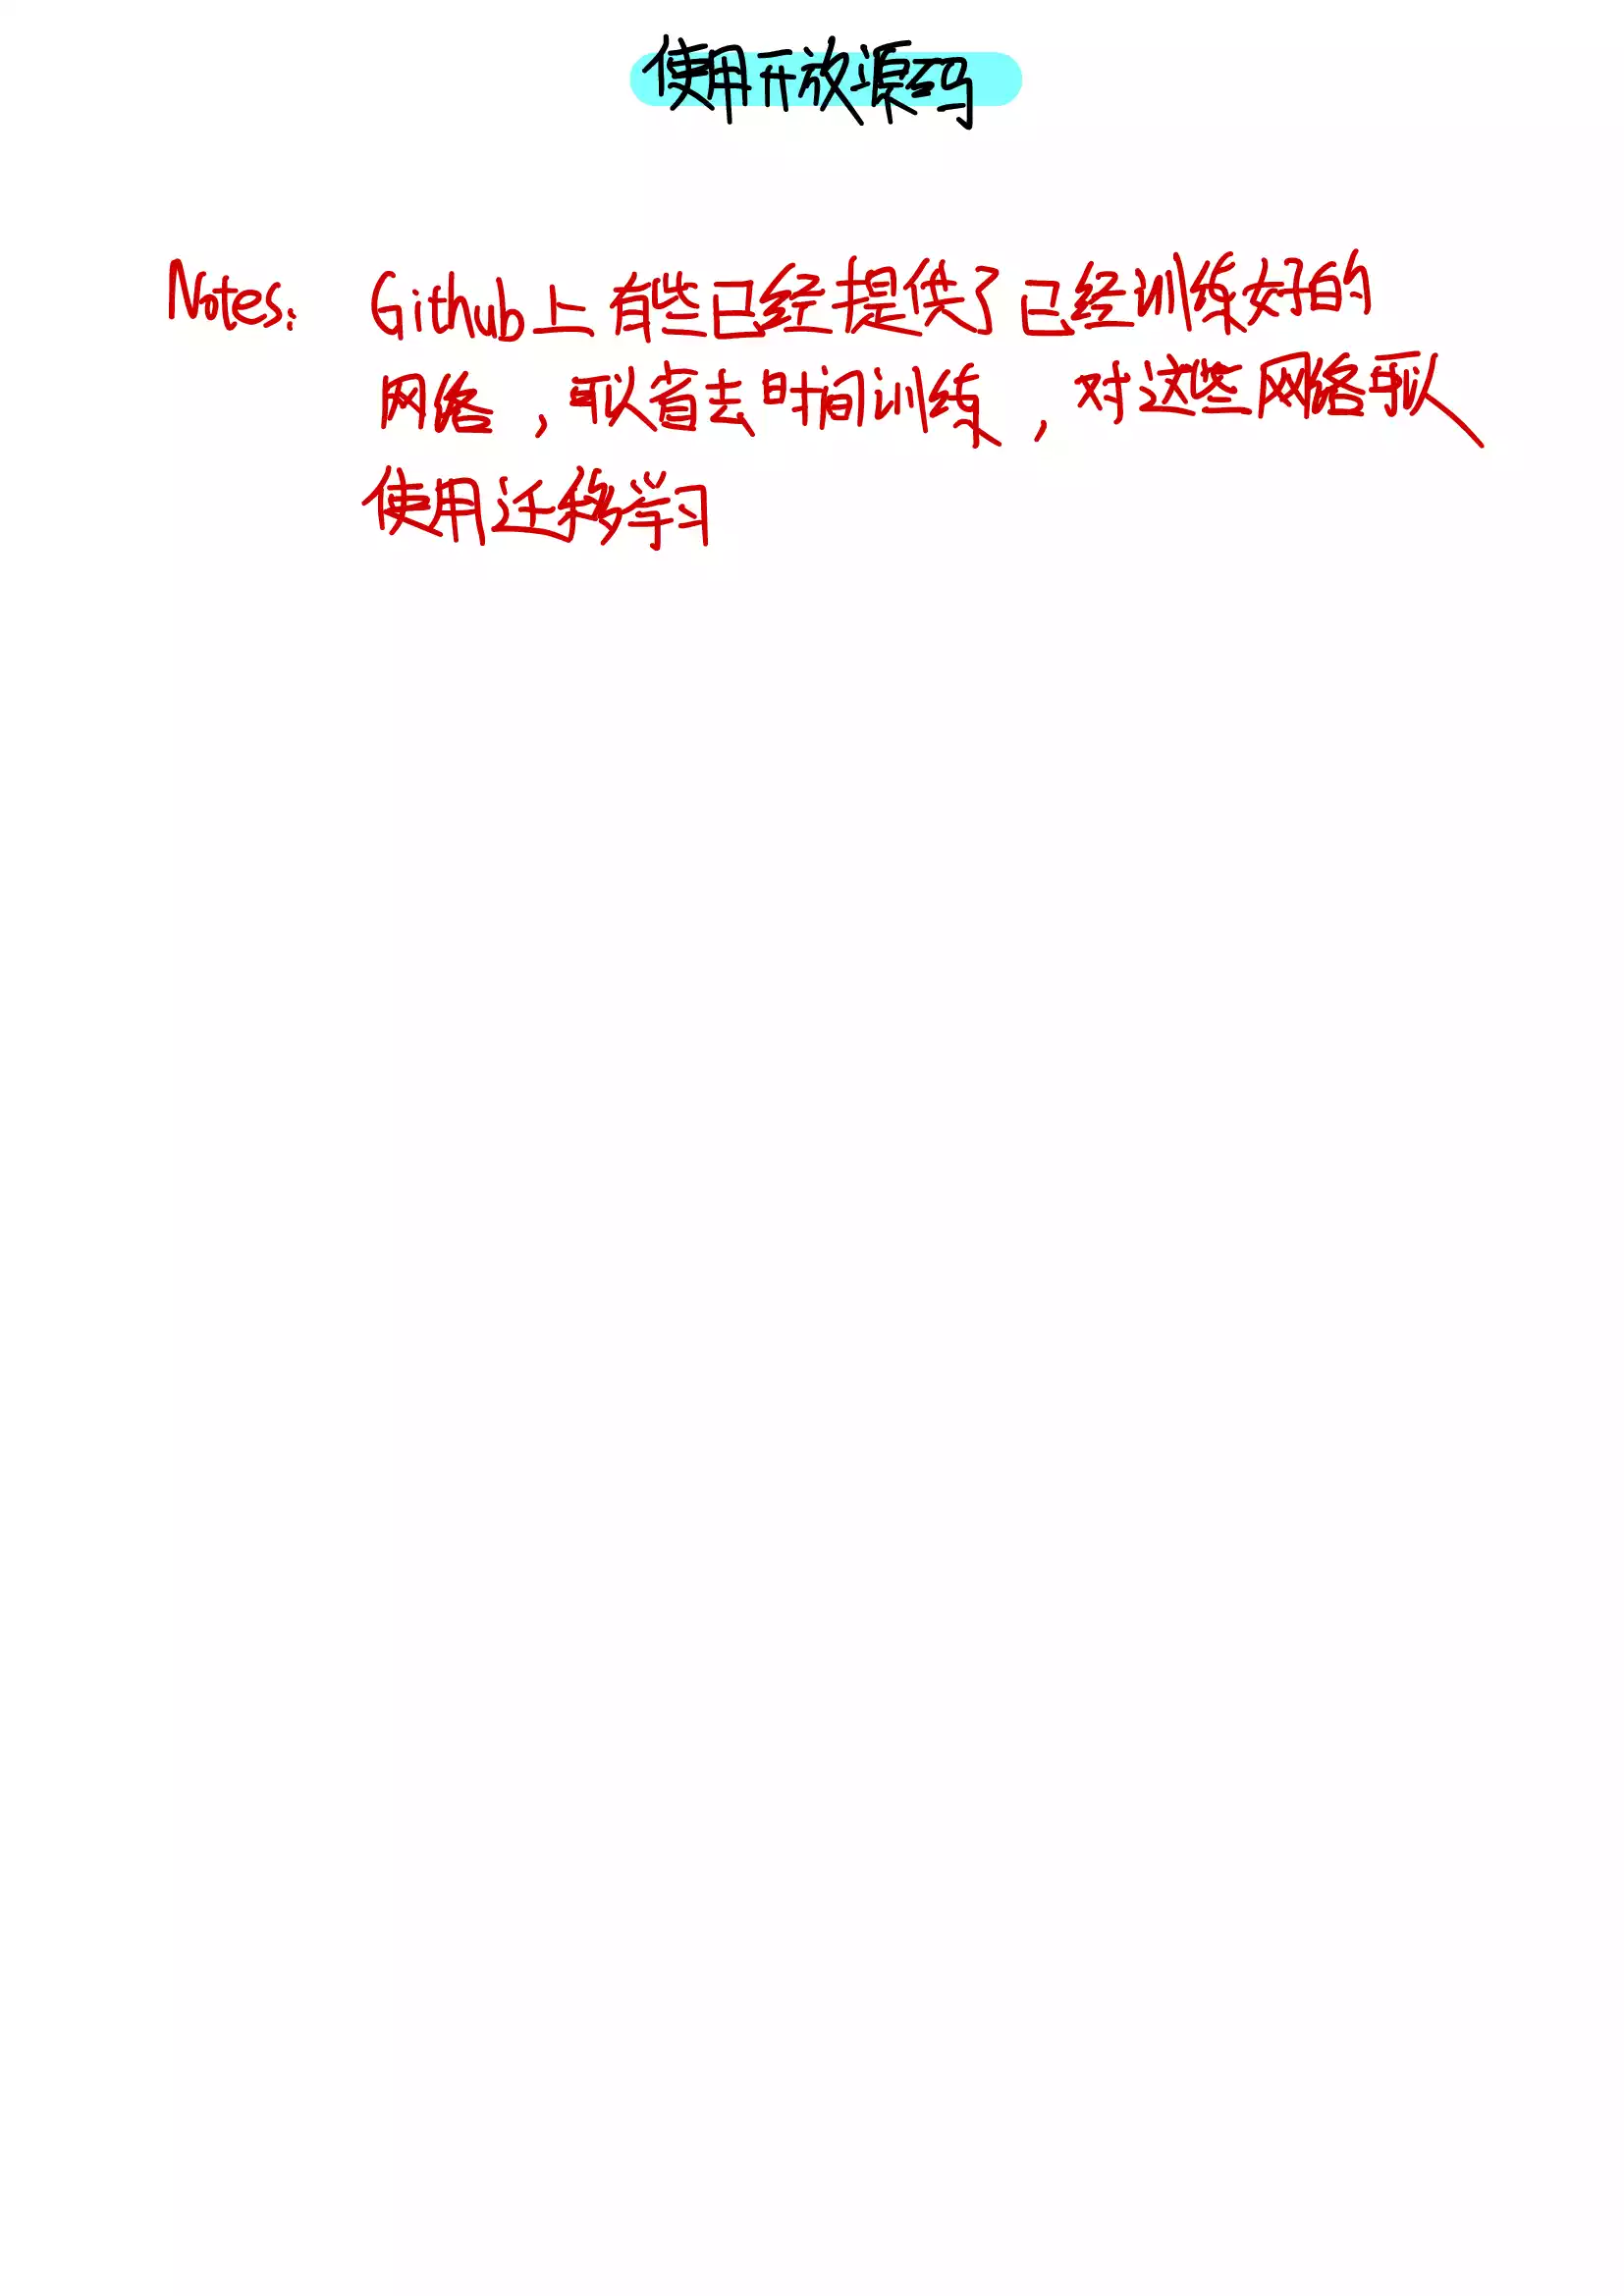 使用开放源码
Notes: Github上有些已经提供了已经训练好的
网络，可以省去时间训练，对这些网络可以
使用迁移学习